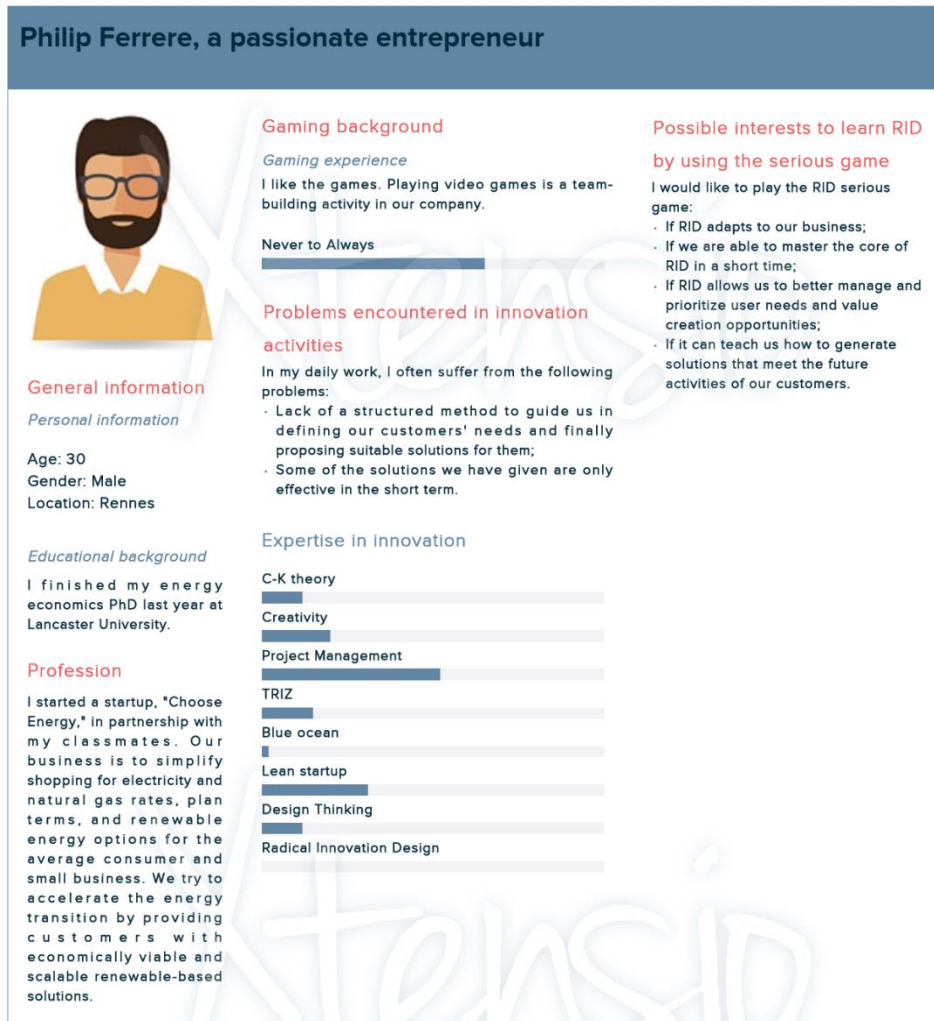 Philip Ferrere, a passionate entrepreneur
General information
Personal information
Age: 30
Gender: Male
Location: Rennes
Educational background
I finished my energy
economics PhD last year at
Lancaster University.
Profession
I started a startup, "Choose
Energy," in partnership with
my classmates. Our
business is to simplify
shopping for electricity and
natural gas rates, plan
terms, and renewable
energy options for the
average consumer and
small business. We try to
accelerate the energy
transition by providing
customers with
economically viable and
scalable renewable-based
solutions.
Gaming background
Gaming experience
I like the games. Playing video games is a team-
building activity in our company.
Never to Always
Problems encountered in innovation
activities
In my daily work, I often suffer from the following
problems:
· Lack of a structured method to guide us in
defining our customers' needs and finally
proposing suitable solutions for them;
· Some of the solutions we have given are only
effective in the short term.
Expertise in innovation
C-K theory
Creativity
Project Management
TRIZ
Blue ocean
Lean startup
Design Thinking
Radical Innovation Design
Possible interests to learn RID
by using the serious game
I would like to play the RID serious
game:
· If RID adapts to our business;
· If we are able to master the core of
RID in a short time;
· If RID allows us to better manage and
prioritize user needs and value
creation opportunities;
· If it can teach us how to generate
solutions that meet the future
activities of our customers.
Xtensio
Xtensio